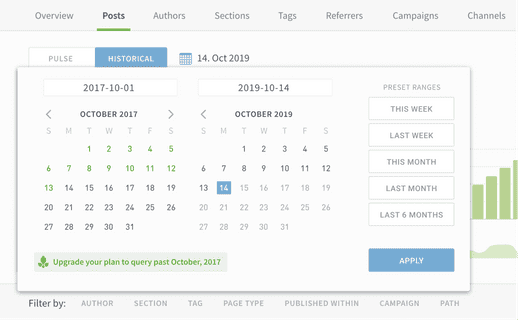 Overview Posts Authors Sections Tags Referrers Campaigns Channels
PULSE HISTORICAL 14. Oct 2019
2017-10-01 2019-10-14 PRESET RANGES
OCTOBER 2017 OCTOBER 2019 THIS WEEK
S M T W T F S S M T W T F S LAST WEEK
1 2 3 4 5 1 2 3 4 5
6 7 8 9 10 11 12 6 7 8 9 10 11 12 THIS MONTH
13 14 15 16 17 18 19 13 14 15 16 17 18 19 LAST MONTH
20 21 22 23 24 25 26 20 21 22 23 24 25 26 LAST 6 MONTHS
27 28 29 30 31 27 28 29 30 31
Upgrade your plan to query past October, 2017 APPLY
Filter by: AUTHOR SECTION TAG PAGE TYPE PUBLISHED WITHIN CAMPAIGN PATH